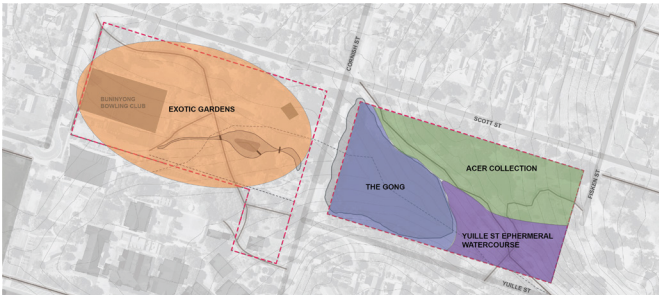 CORNISH ST
BUNINYONG
BOWLING CLUB
EXOTIC GARDENS
SCOTT ST
ACER COLLECTION
THE GONG
FISKEN ST
YUILLE ST EPHERMERAL
WATERCOURSE
YUILLE ST